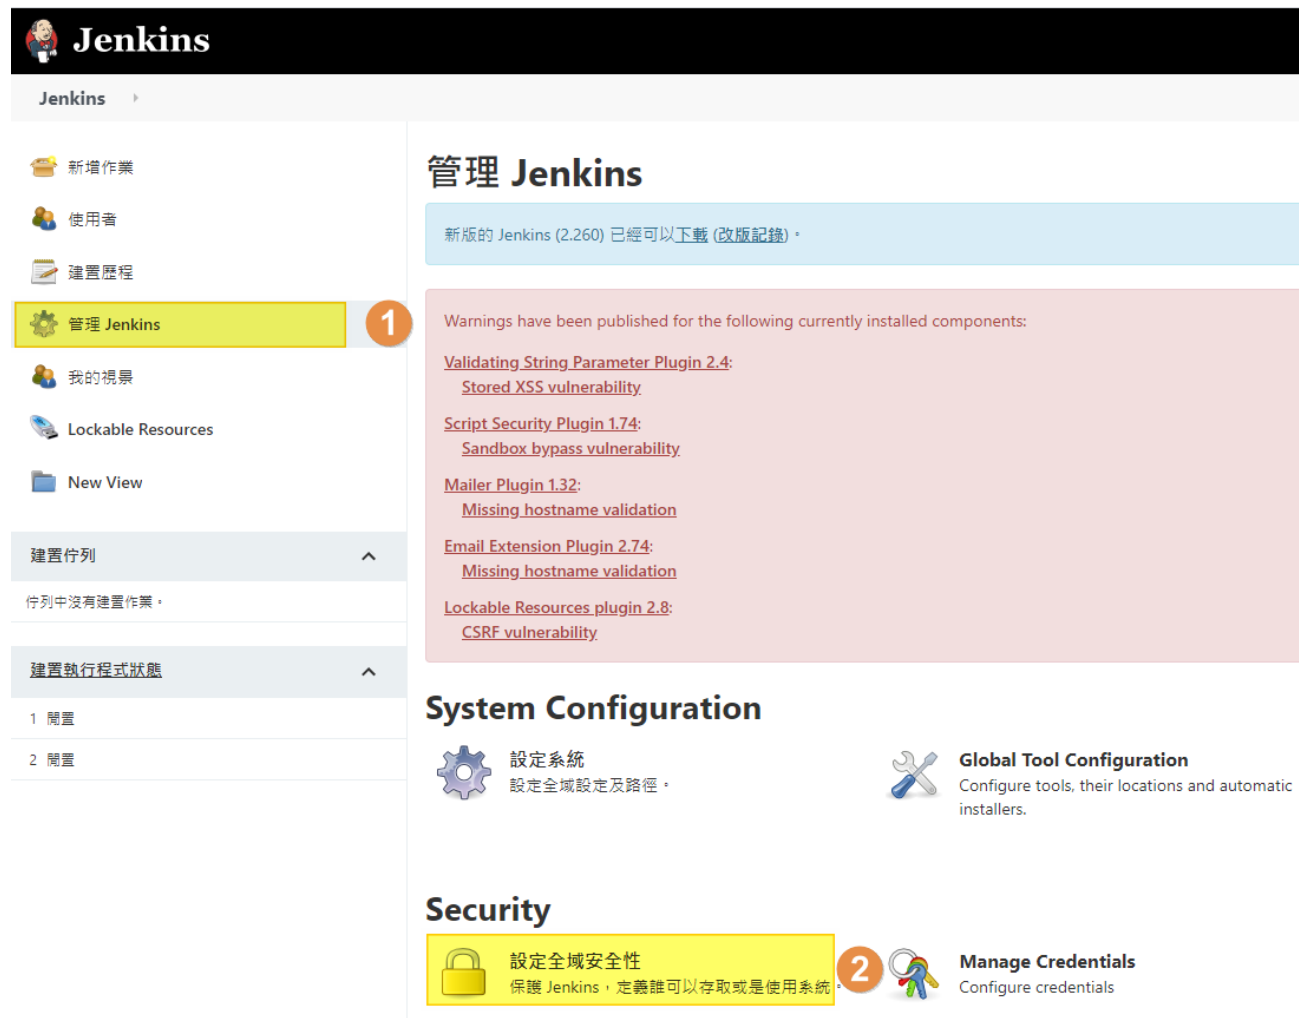 Jenkins
Jenkins
新增作業
使用者
建置歷程
管理 Jenkins
1
我的視景
Lockable Resources
New View
建置佇列
佇列中沒有建置作業。
建置執行程式狀態
1 閒置
2 閒置
管理 Jenkins
新版的 Jenkins (2.260) 已經可以下載 (改版記錄)。
Warnings have been published for the following currently installed components:
Validating String Parameter Plugin 2.4:
Stored XSS vulnerability
Script Security Plugin 1.74:
Sandbox bypass vulnerability
Mailer Plugin 1.32:
Missing hostname validation
Email Extension Plugin 2.74:
Missing hostname validation
Lockable Resources plugin 2.8:
CSRF vulnerability
System Configuration
設定系統
設定全域設定及路徑。
Global Tool Configuration
Configure tools, their locations and automatic
installers.
Security
設定全域安全性
保護 Jenkins，定義誰可以存取或是使用系統。
2
Manage Credentials
Configure credentials